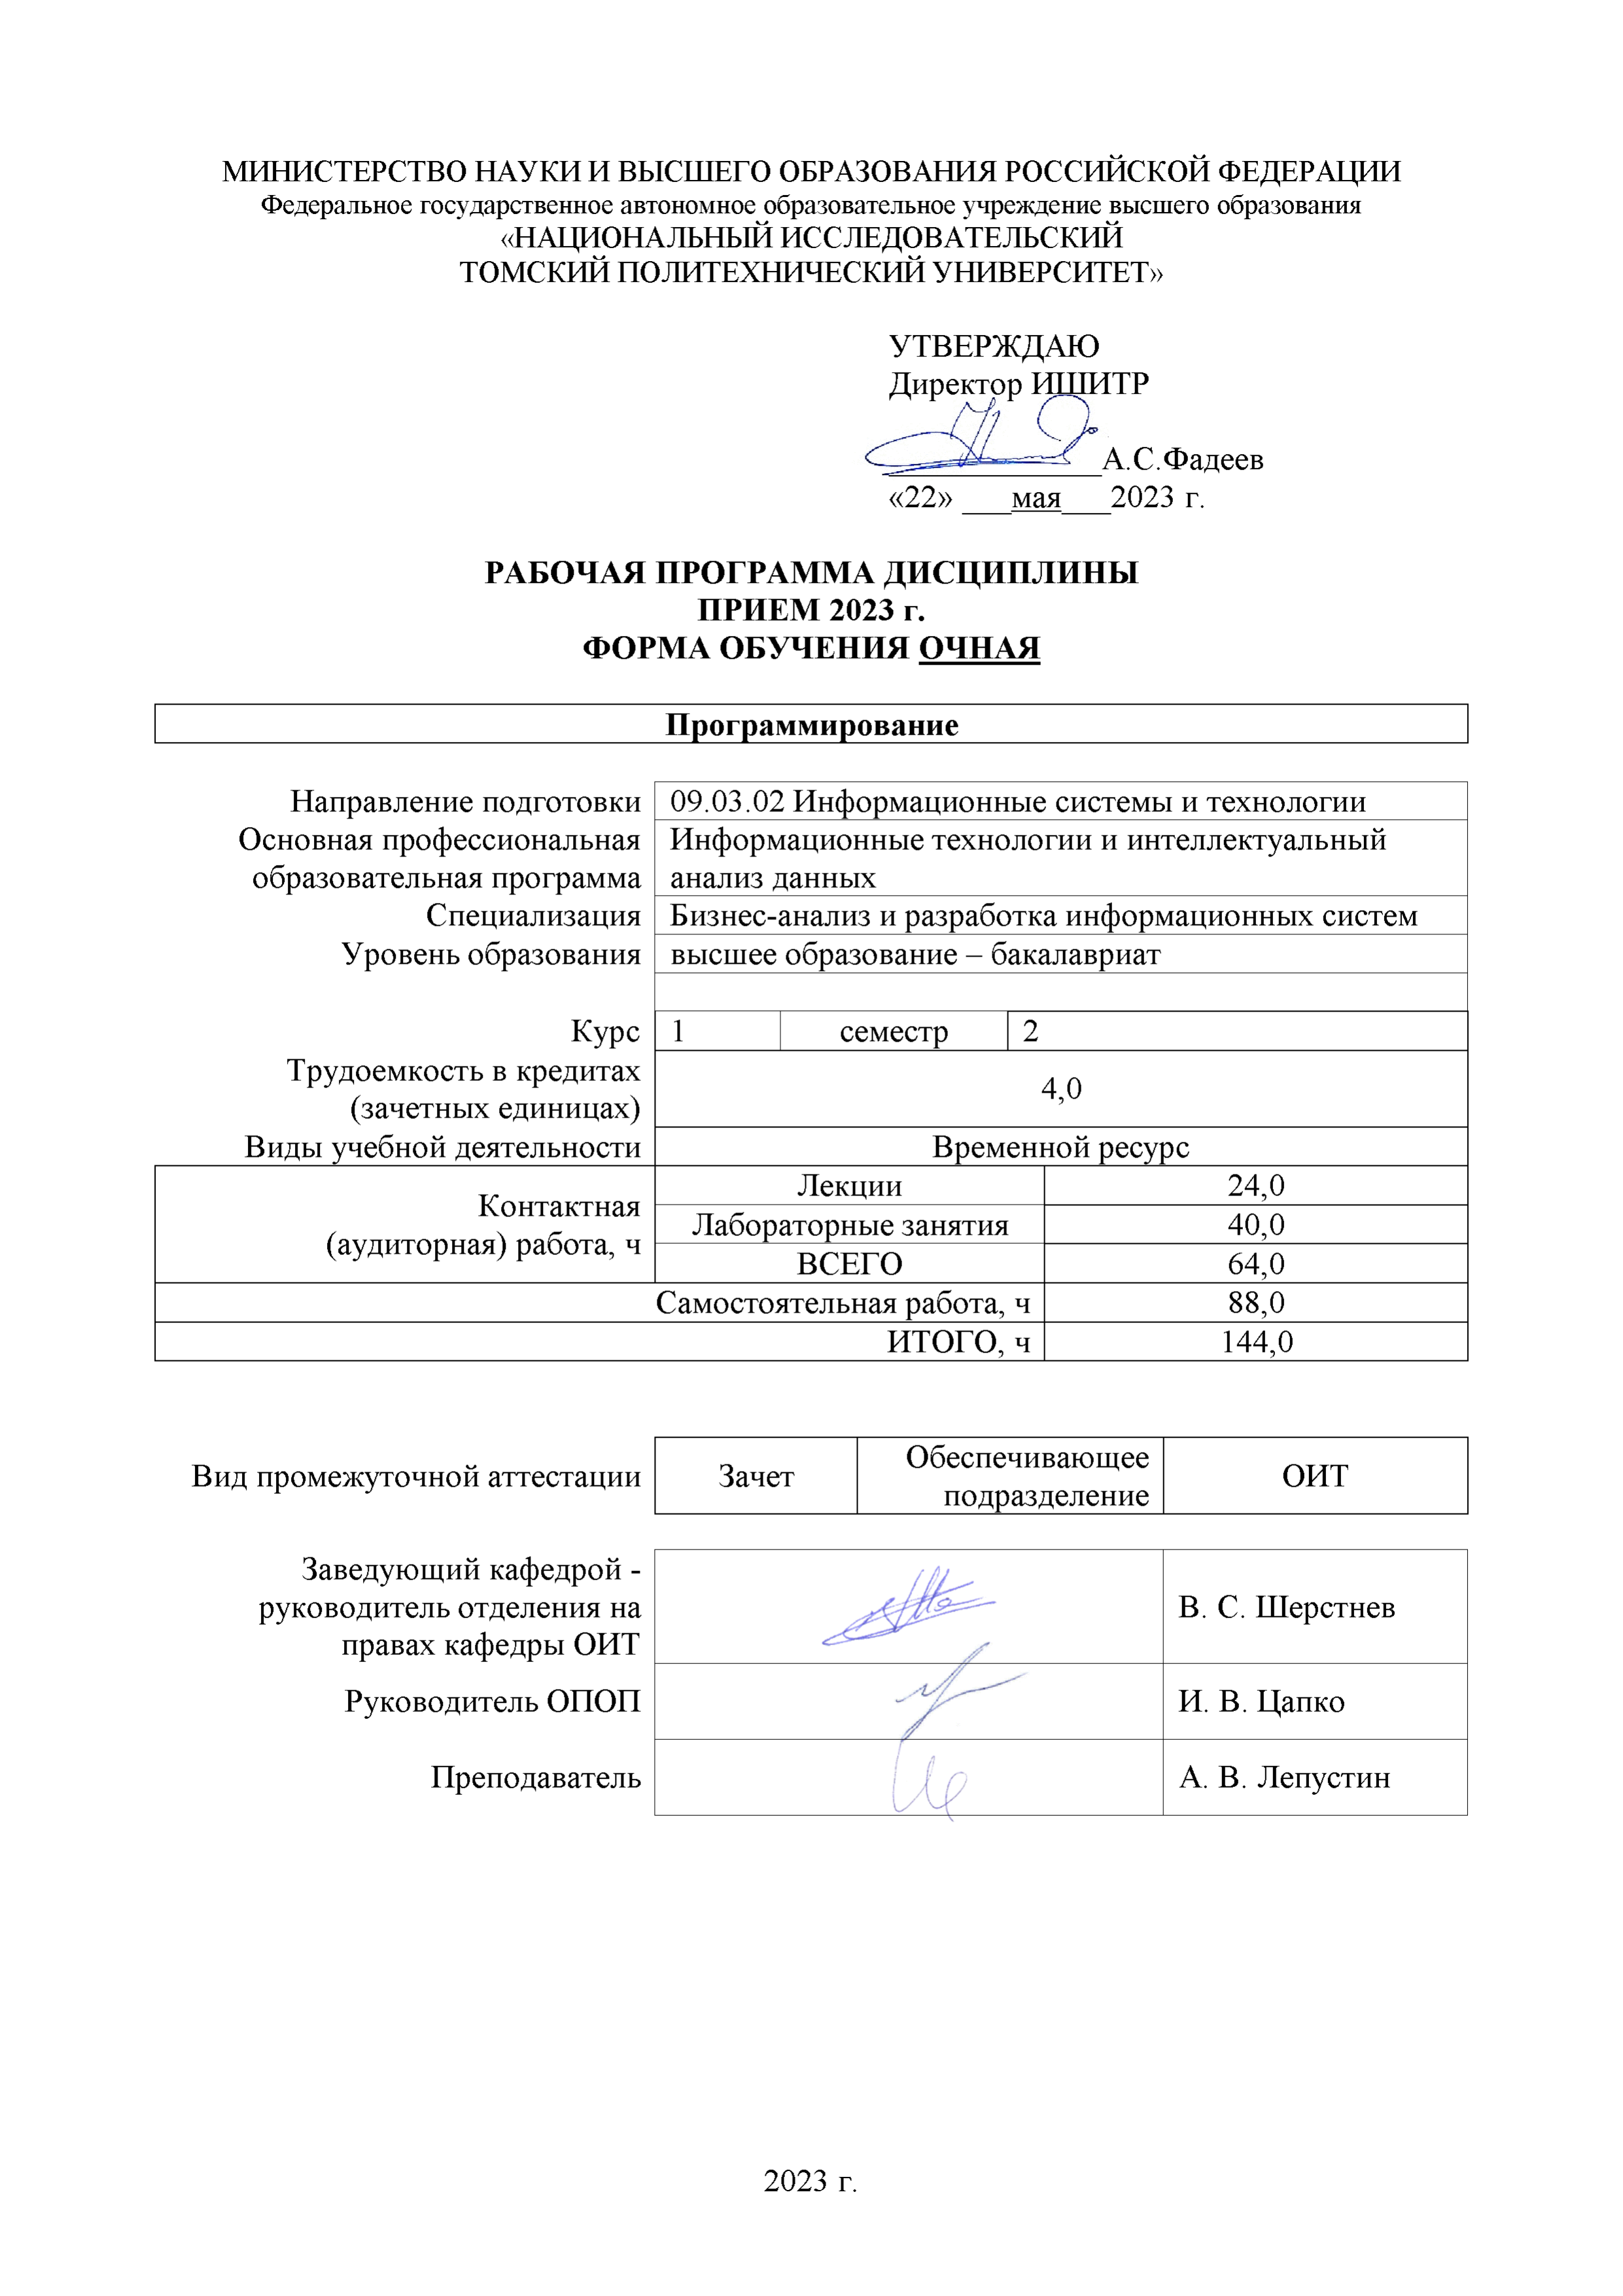 МИНИСТЕРСТВО НАУКИ И ВЫСШЕГО ОБРАЗОВАНИЯ РОССИЙСКОЙ ФЕДЕРАЦИИ
Федеральное государственное автономное образовательное учреждение высшего образования
«НАЦИОНАЛЬНЫЙ ИССЛЕДОВАТЕЛЬСКИЙ
ТОМСКИЙ ПОЛИТЕХНИЧЕСКИЙ УНИВЕРСИТЕТ»
УТВЕРЖДАЮ
Директор ИШИТР
А.С.Фадеев
«22» ___мая___2023 г.
РАБОЧАЯ ПРОГРАММА ДИСЦИПЛИНЫ
ПРИЕМ 2023 г.
ФОРМА ОБУЧЕНИЯ ОЧНАЯ
Программирование
Направление подготовки 09.03.02 Информационные системы и технологии
Основная профессиональная Информационные технологии и интеллектуальный
образовательная программа анализ данных
Специализация Бизнес-анализ и разработка информационных систем
Уровень образования высшее образование – бакалавриат
Курс 1 семестр 2
Трудоемкость в кредитах
(зачетных единицах) 4,0
Виды учебной деятельности Временной ресурс
Контактная
(аудиторная) работа, ч
Лекции 24,0
Лабораторные занятия 40,0
ВСЕГО 64,0
Самостоятельная работа, ч 88,0
ИТОГО, ч 144,0
Вид промежуточной аттестации Зачет Обеспечивающее
подразделение ОИТ
Заведующий кафедрой -
руководитель отделения на
правах кафедры ОИТ В. С. Шерстнев
Руководитель ОПОП И. В. Цапко
Преподаватель А. В. Лепустин
2023 г.